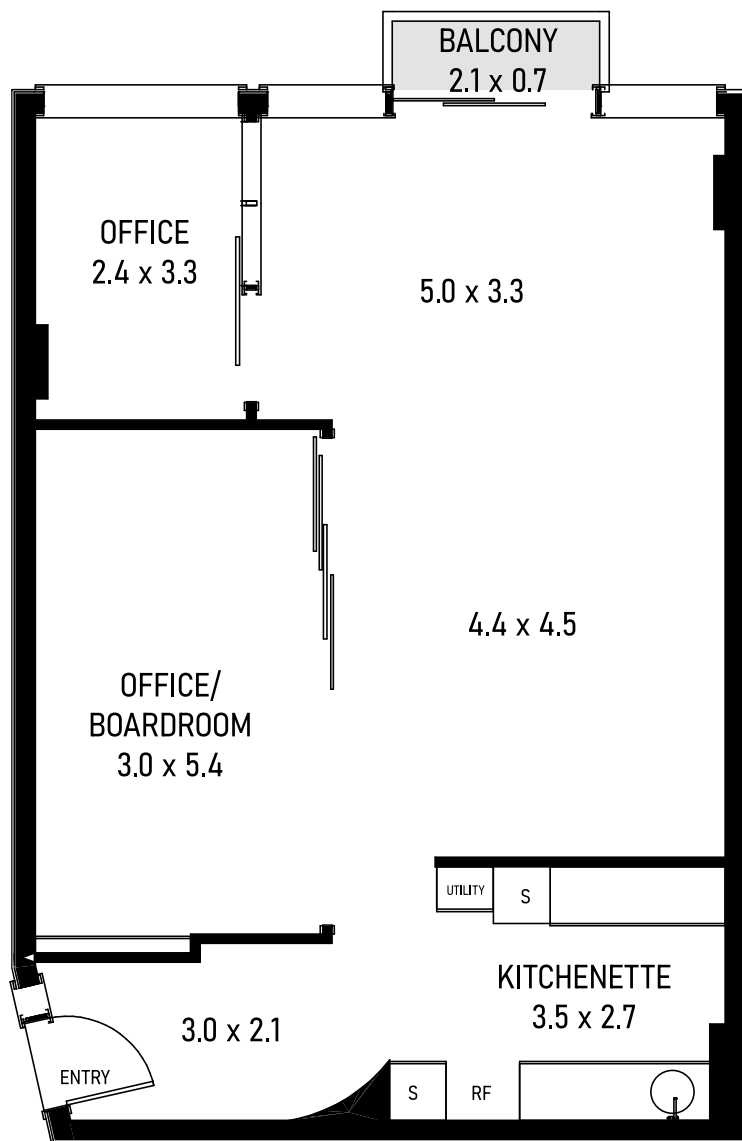 BALCONY
2.1 x 0.7
OFFICE
2.4 x 3.3
5.0 x 3.3
4.4 x 4.5
OFFICE/
BOARDROOM
3.0 x 5.4
UTILITY
S
KITCHENETTE
3.5 x 2.7
3.0 x 2.1
ENTRY
S
RF